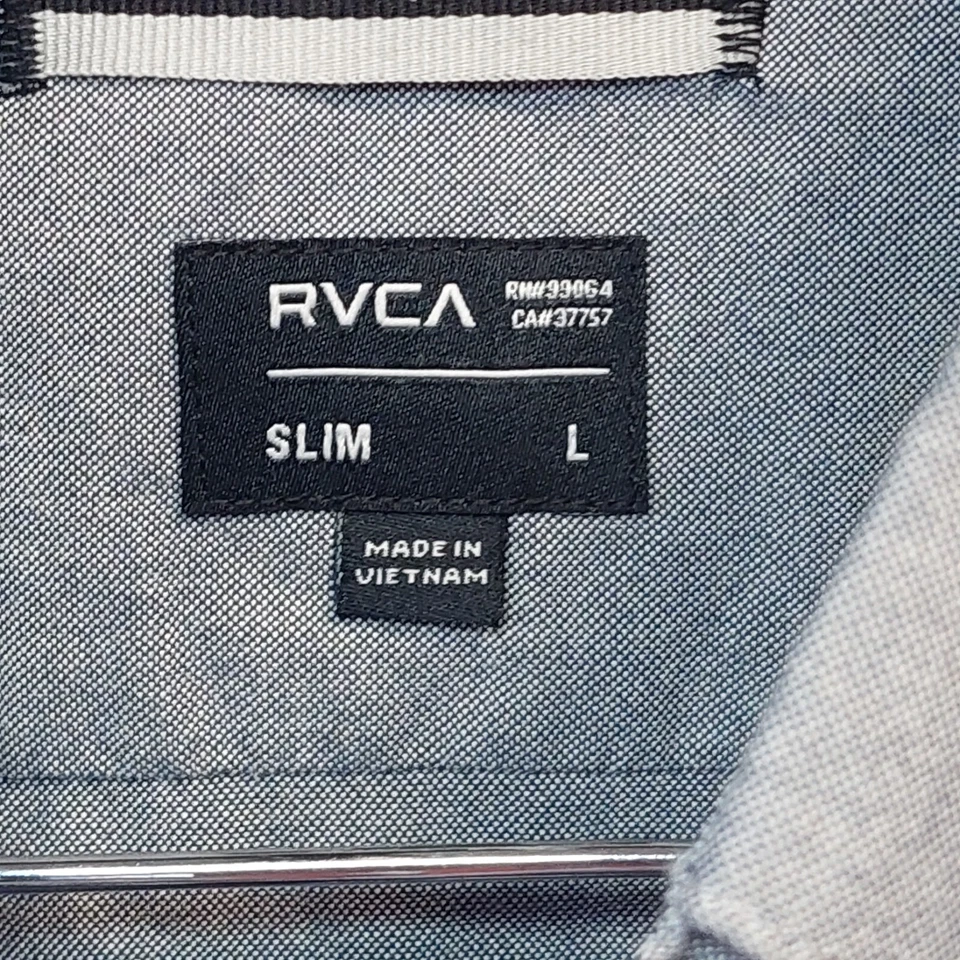 RVCA
RN#99064
CA#37757
SLIM L
MADE IN
VIETNAM